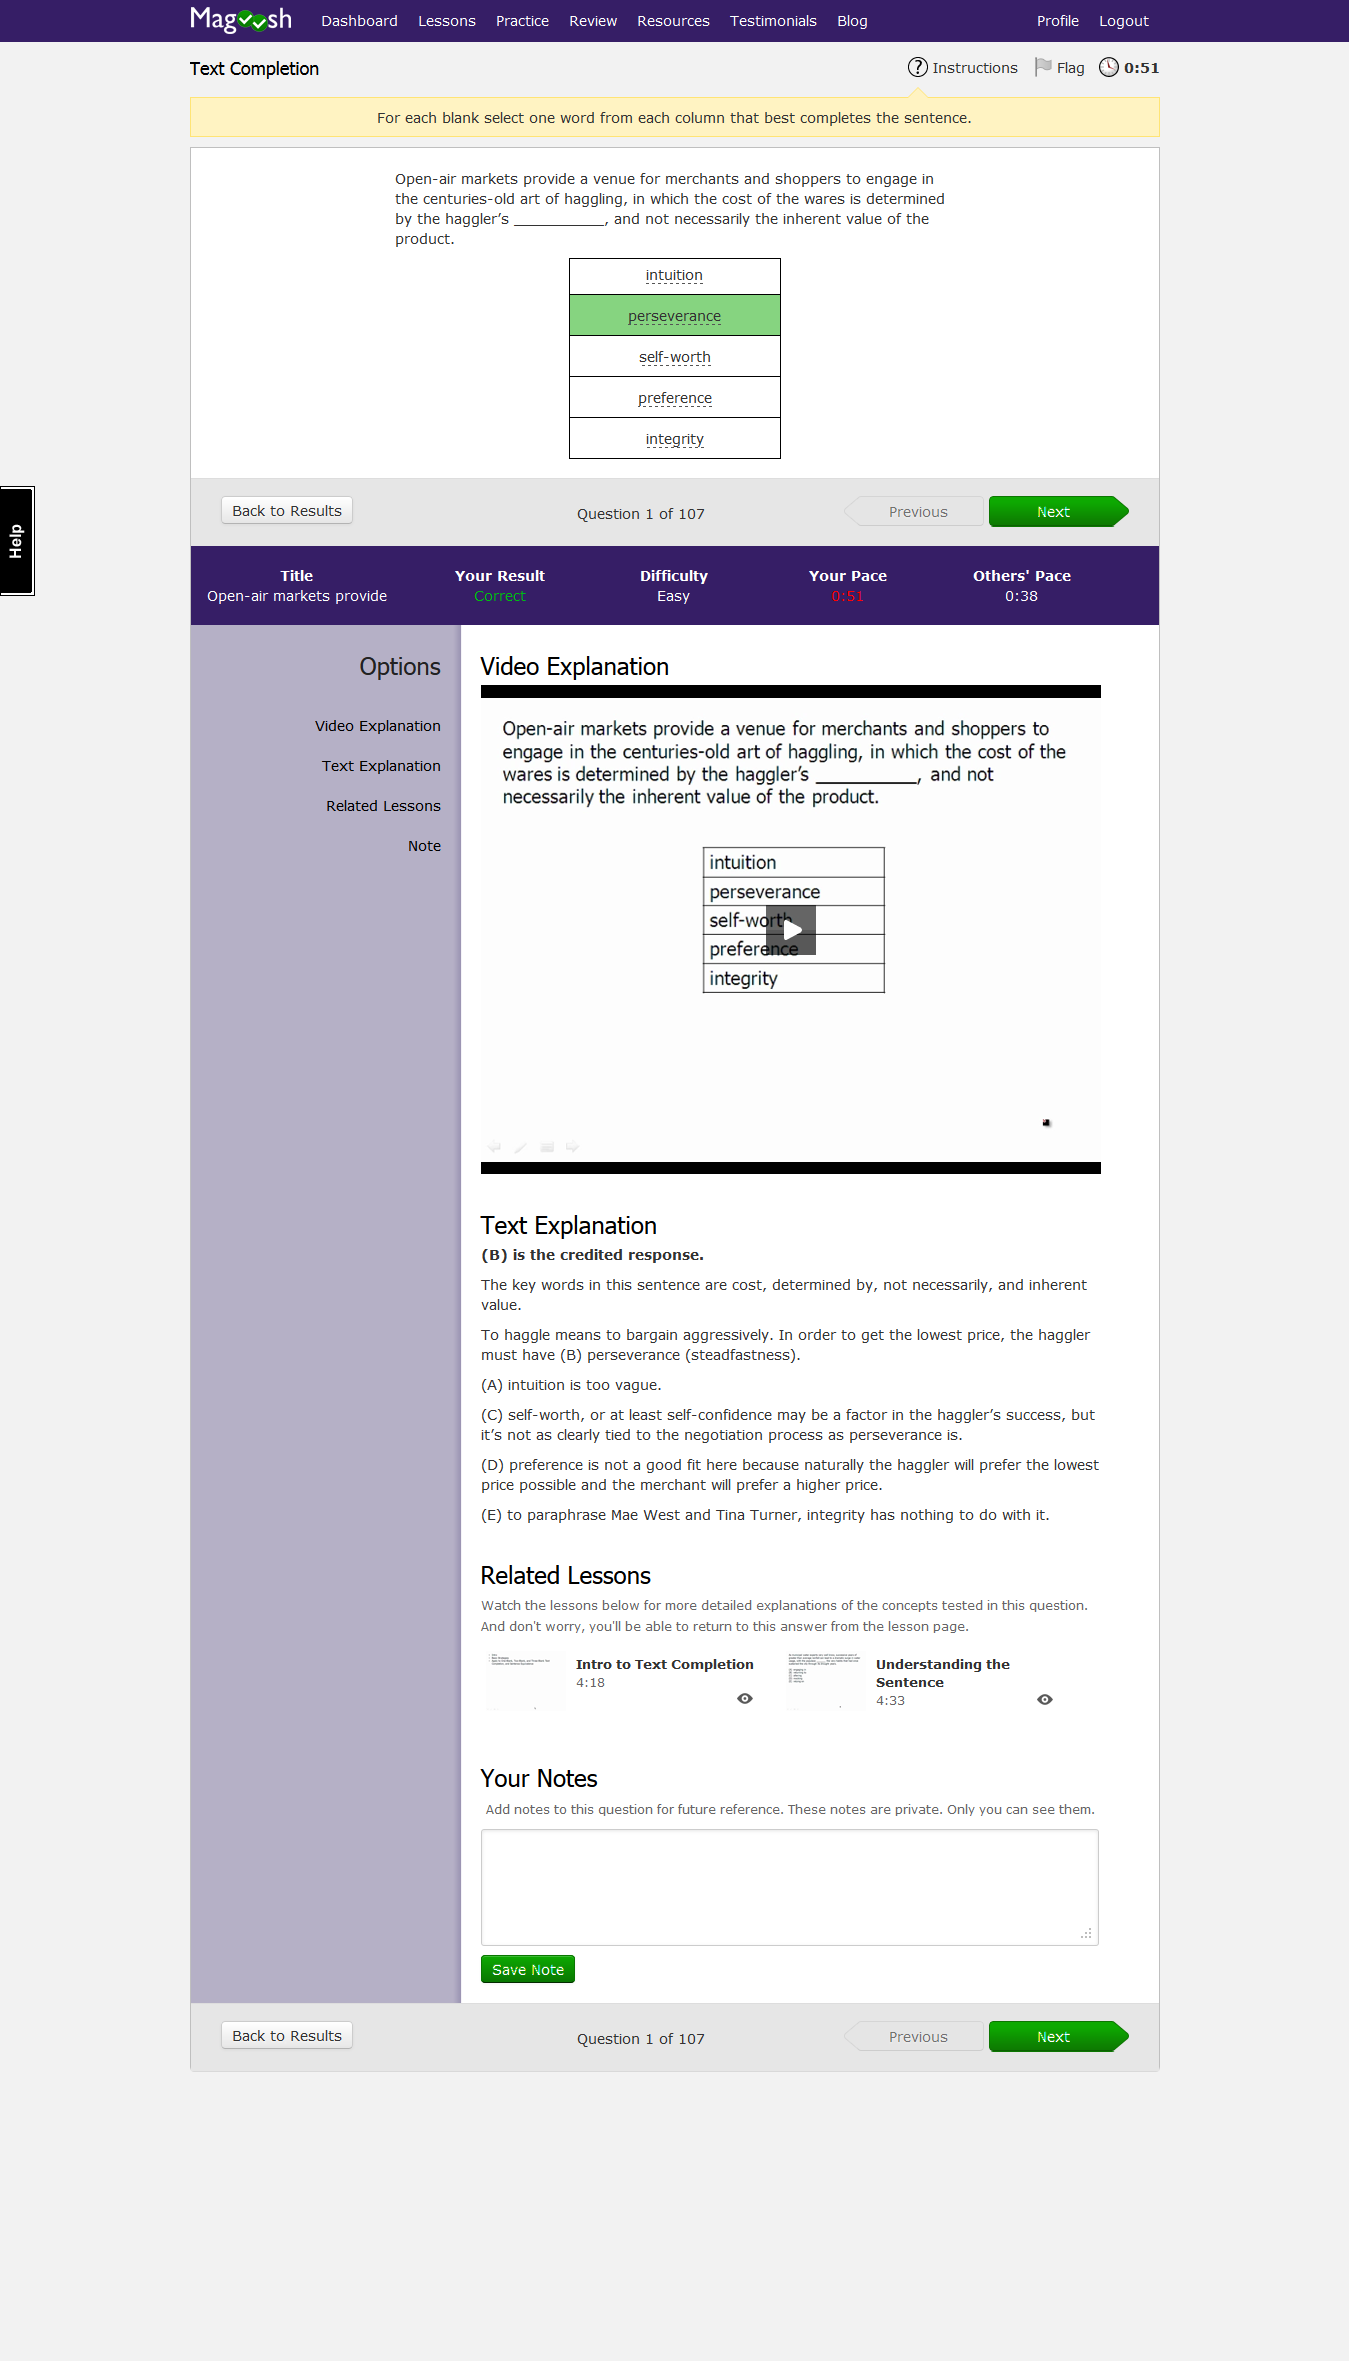 Magoosh Dashboard Lessons Practice Review Resources Testimonials Blog Profile Logout
Text Completion
? Instructions Flag 0:51
For each blank select one word from each column that best completes the sentence.
Open-air markets provide a venue for merchants and shoppers to engage in
the centuries-old art of haggling, in which the cost of the wares is determined
by the haggler’s ____________, and not necessarily the inherent value of the
product.
intuition
perseverance
self-worth
preference
integrity
Help
Back to Results Question 1 of 107 Previous Next
Title Your Result Difficulty Your Pace Others' Pace
Open-air markets provide Correct Easy 0:51 0:38
Options
Video Explanation
Text Explanation
Related Lessons
Note
Video Explanation
Open-air markets provide a venue for merchants and shoppers to
engage in the centuries-old art of haggling, in which the cost of the
wares is determined by the haggler’s __________, and not
necessarily the inherent value of the product.
intuition
perseverance
self-worth
preference
integrity
Text Explanation
(B) is the credited response.
The key words in this sentence are cost, determined by, not necessarily, and inherent
value.
To haggle means to bargain aggressively. In order to get the lowest price, the haggler
must have (B) perseverance (steadfastness).
(A) intuition is too vague.
(C) self-worth, or at least self-confidence may be a factor in the haggler’s success, but
it’s not as clearly tied to the negotiation process as perseverance is.
(D) preference is not a good fit here because naturally the haggler will prefer the lowest
price possible and the merchant will prefer a higher price.
(E) to paraphrase Mae West and Tina Turner, integrity has nothing to do with it.
Related Lessons
Watch the lessons below for more detailed explanations of the concepts tested in this question.
And don't worry, you'll be able to return to this answer from the lesson page.
Intro to Text Completion
4:18
Understanding the
Sentence
4:33
Your Notes
Add notes to this question for future reference. These notes are private. Only you can see them.
Save Note
Back to Results Question 1 of 107 Previous Next